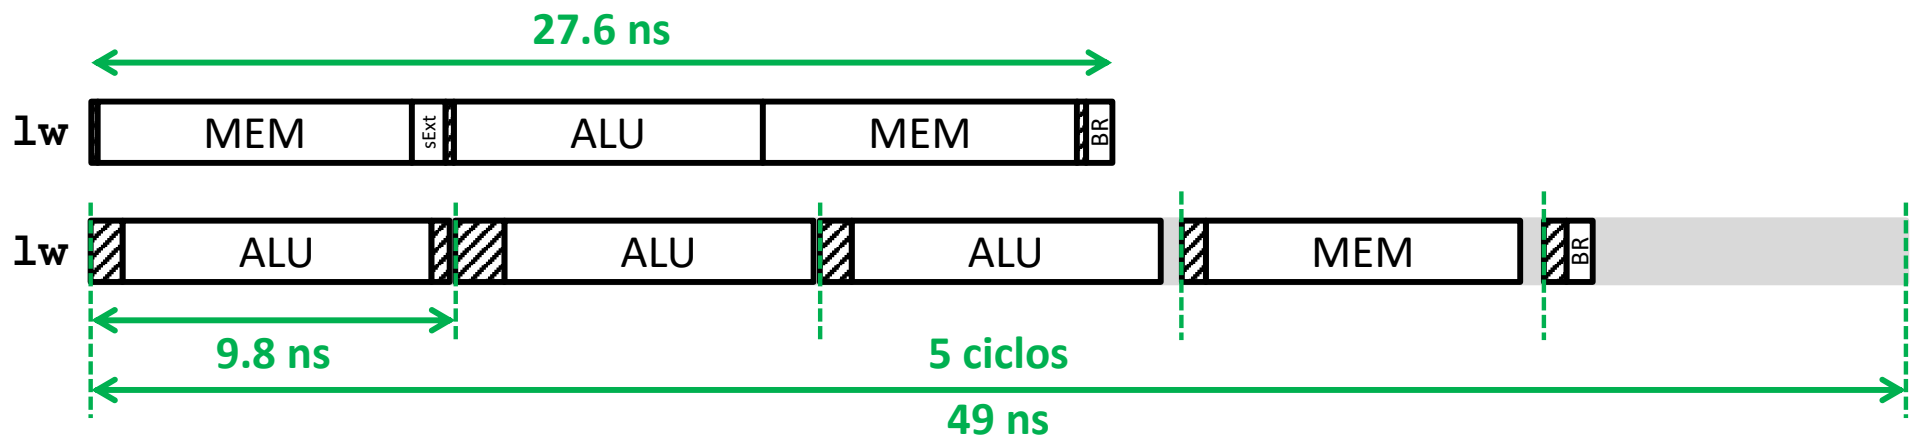 27.6 ns
lw MEM sExt ALU MEM BR
lw ALU ALU ALU MEM BR
9.8 ns 5 ciclos
49 ns